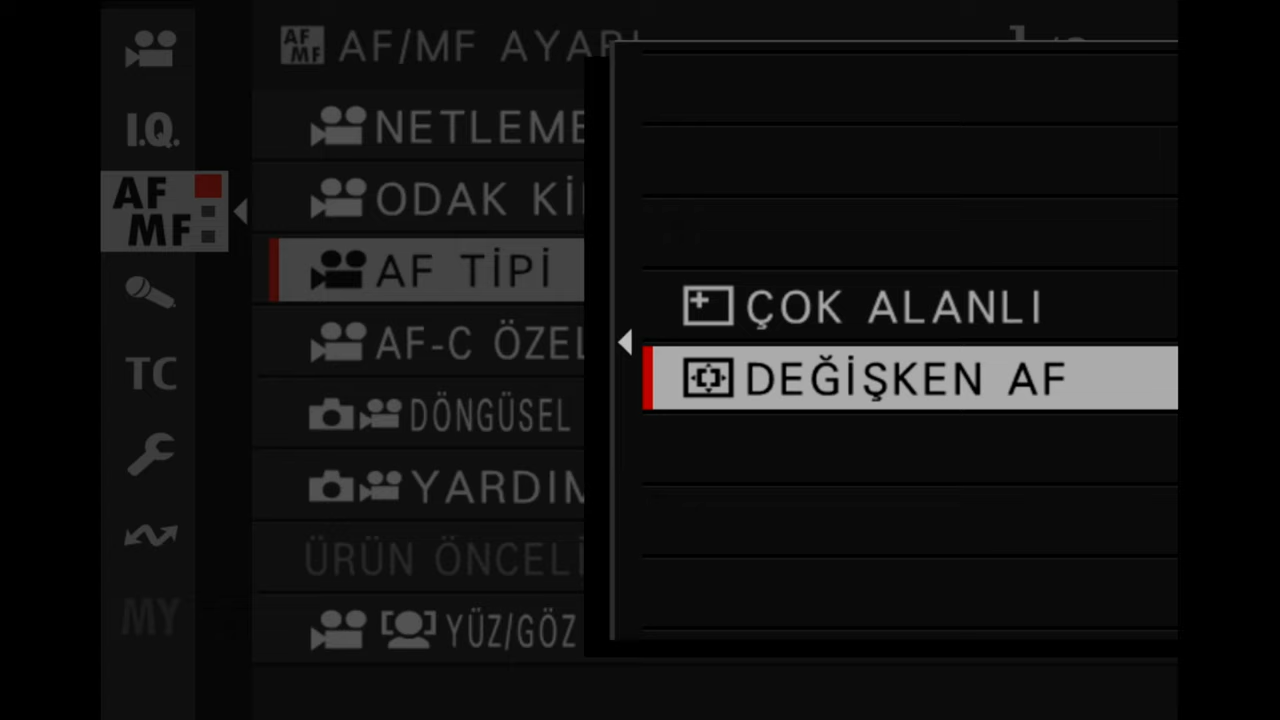 AF/MF AYARI
I.Q.
AF
MF
TC
MY
NETLEME
ODAK Kİ
AF TİPİ
AF-C ÖZEL
DÖNGÜSEL
YARDIM
ÜRÜN ÖNCELİ
YÜZ/GÖZ
ÇOK ALANLI
DEĞİŞKEN AF